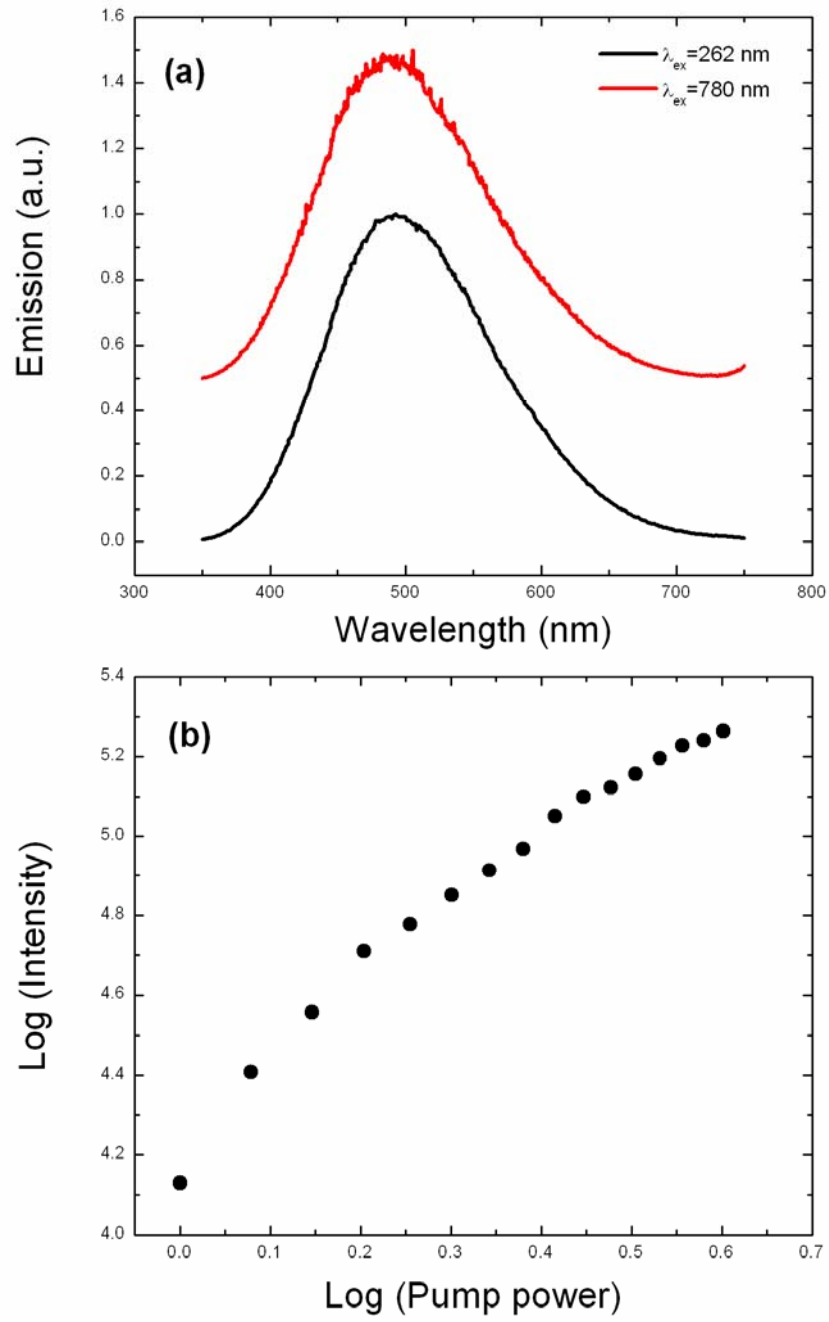 (a)
λex=262 nm
λex=780 nm
Emission (a.u.)
1.6
1.4
1.2
1.0
0.8
0.6
0.4
0.2
0.0
300 400 500 600 700 800
Wavelength (nm)
(b)
Log (Intensity)
5.4
5.2
5.0
4.8
4.6
4.4
4.2
4.0
0.0 0.1 0.2 0.3 0.4 0.5 0.6 0.7
Log (Pump power)